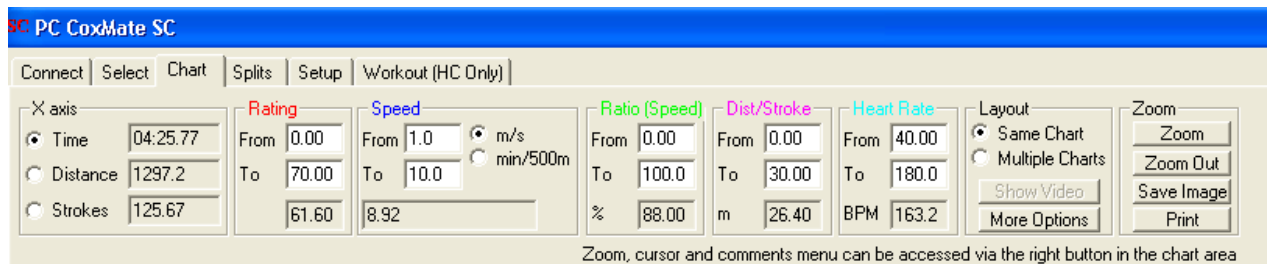 SC PC CoxMate SC
Connect Select Chart Splits Setup Workout (HC Only)
X axis Rating Speed Ratio (Speed) Dist/Stroke Heart Rate Layout Zoom
Time 04:25.77 From 0.00 From 1.0 m/s From 0.00 From 0.00 From 40.00 Same Chart Zoom
min/500m Multiple Charts
Distance 1297.2 To 70.00 To 10.0 To 100.0 To 30.00 To 180.0 Zoom Out
Show Video Save Image
Strokes 125.67 61.60 8.92 % 88.00 m 26.40 BPM 163.2 More Options Print
Zoom, cursor and comments menu can be accessed via the right button in the chart area